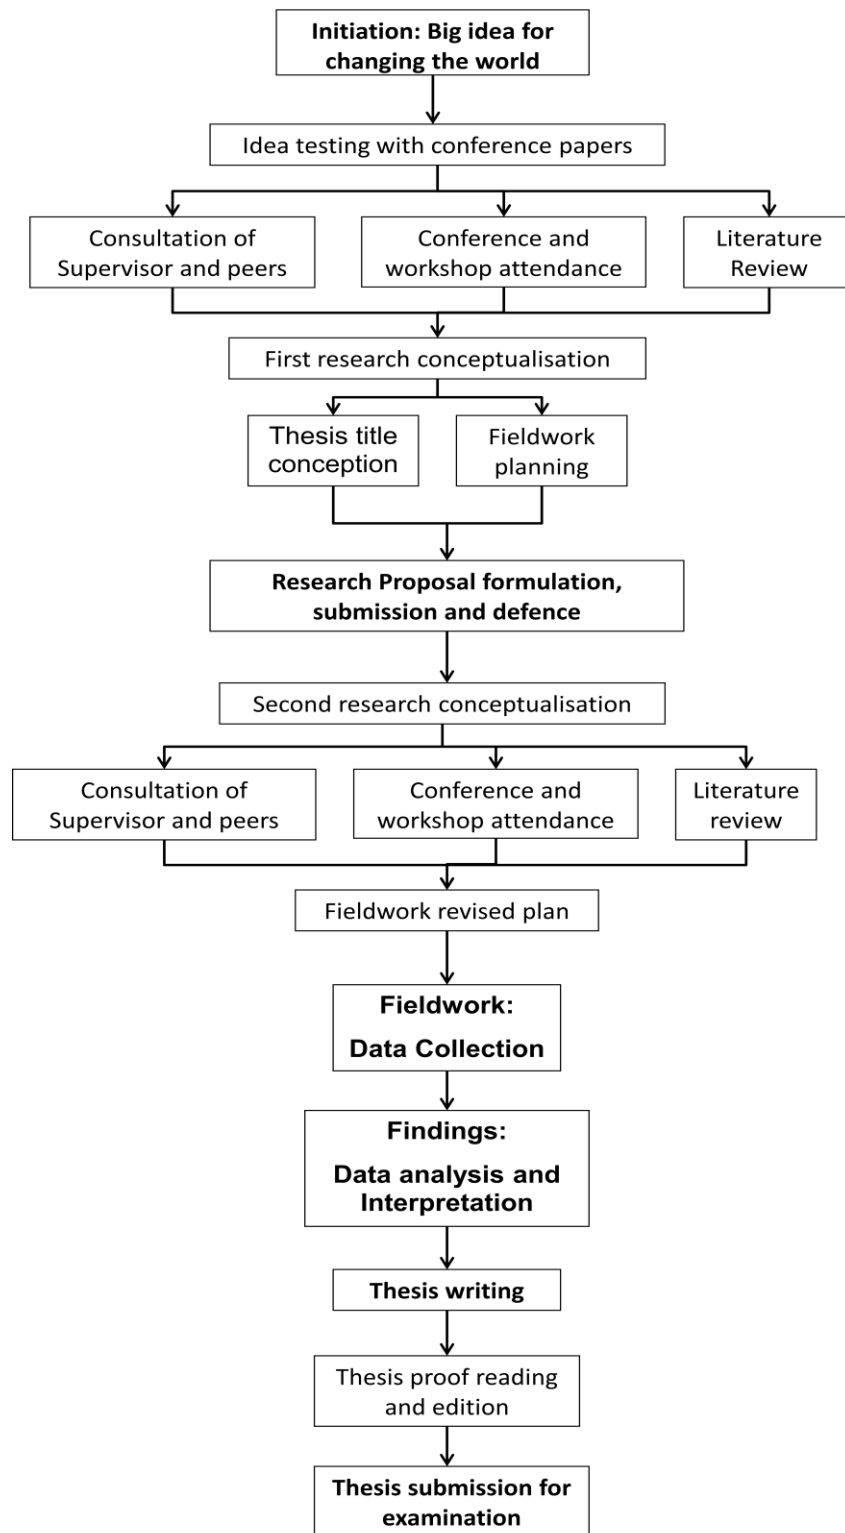 Initiation: Big idea for
changing the world
Idea testing with conference papers
Consultation of
Supervisor and peers
Conference and
workshop attendance
Literature
Review
First research conceptualisation
Thesis title
conception
Fieldwork
planning
Research Proposal formulation,
submission and defence
Second research conceptualisation
Consultation of
Supervisor and peers
Conference and
workshop attendance
Literature
review
Fieldwork revised plan
Fieldwork:
Data Collection
Findings:
Data analysis and
Interpretation
Thesis writing
Thesis proof reading
and edition
Thesis submission for
examination